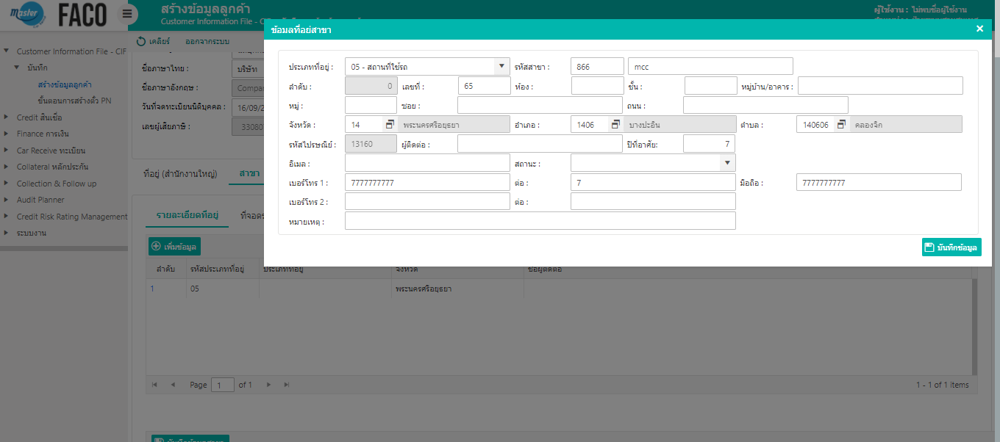 Master FACO
สร้างข้อมูลลูกค้า
Customer Information File - C
ผู้ใช้งาน : ไม่พบชื่อผู้ใช้งาน
เคลียร์ ออกจากระบบ
Customer Information File - CIF
บันทึก
สร้างข้อมูลลูกค้า
ขั้นตอนการสร้างตั๋ว PN
Credit สินเชื่อ
Finance การเงิน
Car Receive ทะเบียน
Collateral หลักประกัน
Collection & Follow up
Audit Planner
Credit Risk Rating Management
ระบบงาน
ชื่อภาษาไทย : บริษัท
ชื่อภาษาอังกฤษ : Compa
วันที่จดทะเบียนนิติบุคคล : 16/09/2
เลขผู้เสียภาษี : 33080
ที่อยู่ (สำนักงานใหญ่) สาขา
รายละเอียดที่อยู่ ที่จอดร
เพิ่มข้อมูล
ลำดับ รหัสประเภทที่อยู่ ประเภทที่อยู่ จังหวัด ชื่อผู้ติดต่อ
1 05 พระนครศรีอยุธยา
Page 1 of 1 1 - 1 of 1 items
บันทึกข้อมูลสาขา
ข้อมูลที่อยู่สาขา
ประเภทที่อยู่ : 05 - สถานที่ใช้รถ รหัสสาขา : 866 mcc
ลำดับ : 0 เลขที่ : 65 ห้อง : ชั้น : หมู่บ้าน/อาคาร :
หมู่ : ซอย : ถนน :
จังหวัด : 14 พระนครศรีอยุธยา อำเภอ : 1406 บางปะอิน ตำบล : 140606 คลองจิก
รหัสไปรษณีย์ : 13160 ผู้ติดต่อ : ปีที่อาศัย: 7
อีเมล : สถานะ :
เบอร์โทร 1 : 7777777777 ต่อ : 7 มือถือ : 7777777777
เบอร์โทร 2 : ต่อ :
หมายเหตุ :
บันทึกข้อมูล